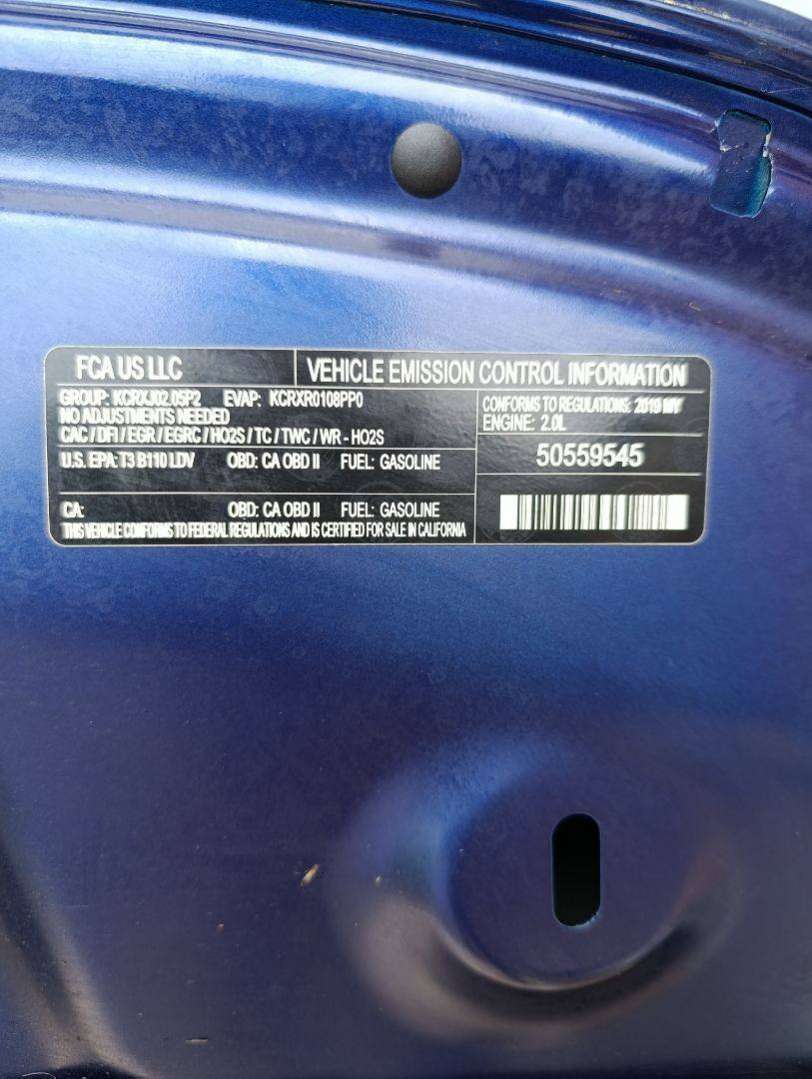 FCA US LLC
VEHICLE EMISSION CONTROL INFORMATION
GROUP: KCRXJ02.05P2 EVAP: KCRXR0108PP0
NO ADJUSTMENTS NEEDED
CAC / DFI / EGR / EGRC / HO2S / TC / TWC / WR - HO2S
CONFORMS TO REGULATIONS: 2019 MY
ENGINE: 2.0L
U.S. EPA: T3 B110 LDV OBD: CA OBD II FUEL: GASOLINE
50559545
CA: OBD: CA OBD II FUEL: GASOLINE
THIS VEHICLE CONFORMS TO FEDERAL REGULATIONS AND IS CERTIFIED FOR SALE IN CALIFORNIA